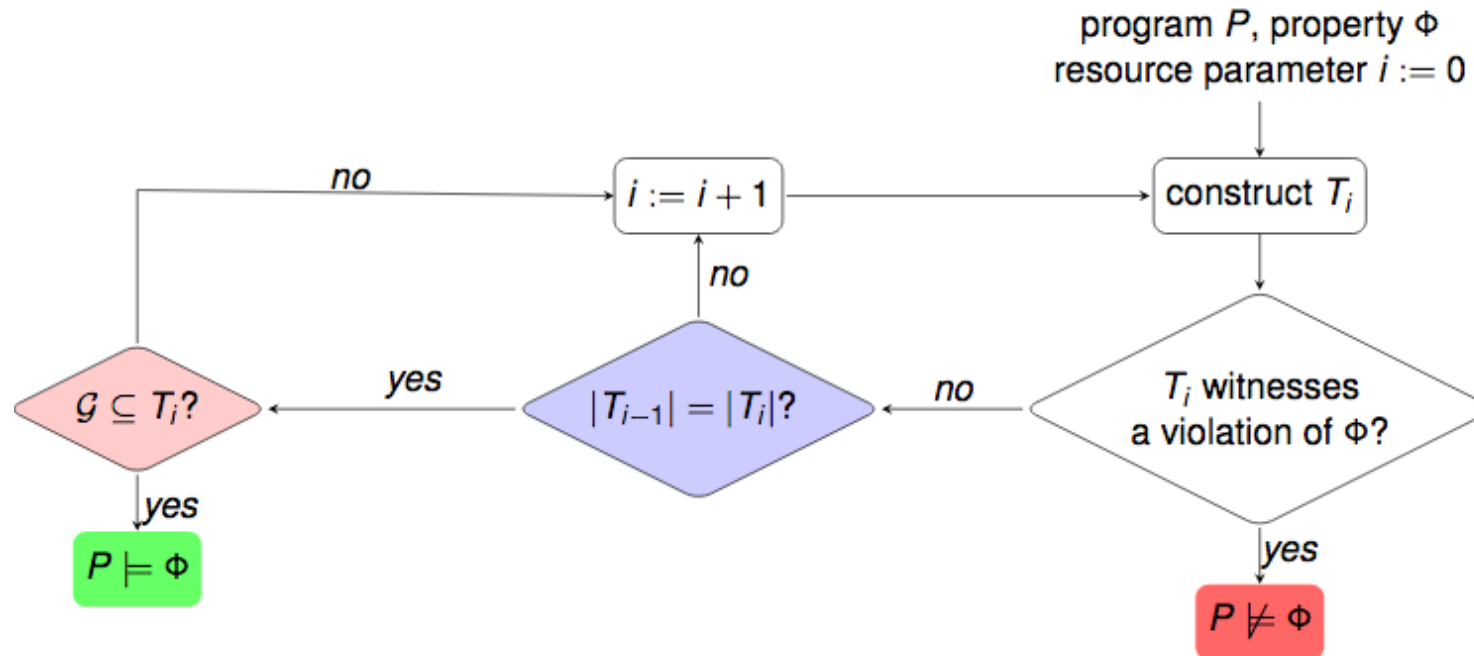 program P, property Φ
resource parameter i := 0
no
i := i + 1
construct T_i
no
𝒢 ⊆ T_i?
yes
|T_{i−1}| = |T_i|?
no
T_i witnesses
a violation of Φ?
yes
P ⊨ Φ
yes
P ⊭ Φ